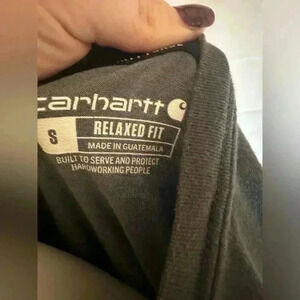 carhartt
S
RELAXED FIT
MADE IN GUATEMALA
BUILT TO SERVE AND PROTECT
HARDWORKING PEOPLE